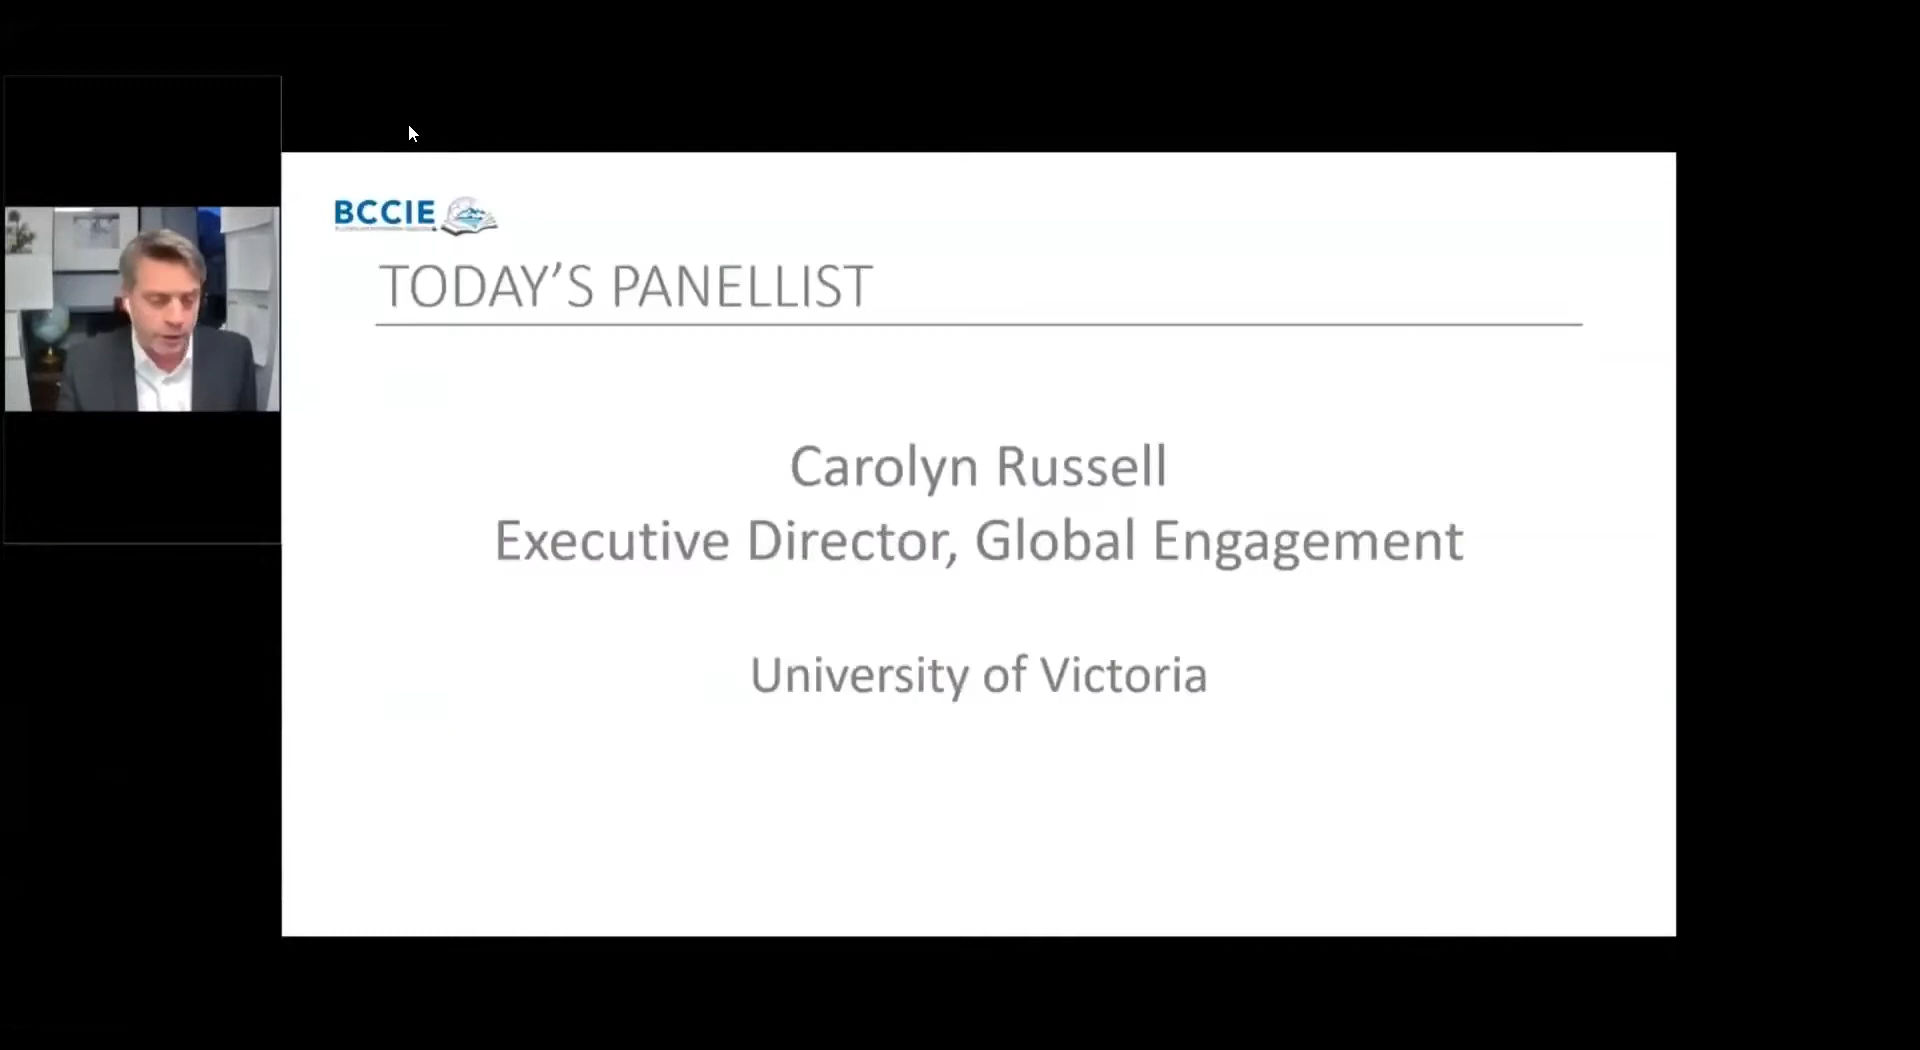 BCCIE
TODAY'S PANELLIST
Carolyn Russell
Executive Director, Global Engagement
University of Victoria